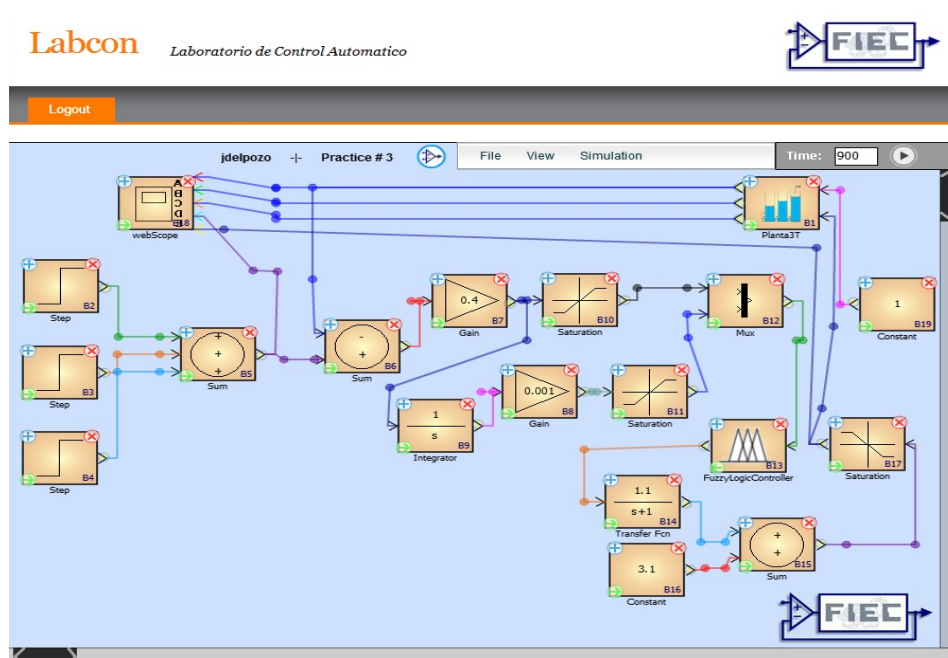 Labcon
Laboratorio de Control Automatico
FIEC
Logout
jdelpozo -|- Practice # 3
File View Simulation
Time: 900
A
B
C
D
E
B18
webScope
B1
Planta3T
B2
Step
B3
Step
B4
Step
+
+
+
B5
Sum
-
+
B6
Sum
0.4
B7
Gain
B10
Saturation
B12
Mux
1
B19
Constant
1
s
B9
Integrator
0.001
B8
Gain
B11
Saturation
B13
FuzzyLogicController
B17
Saturation
1.1
s+1
B14
Transfer Fcn
3.1
B16
Constant
+
+
B15
Sum
FIEC